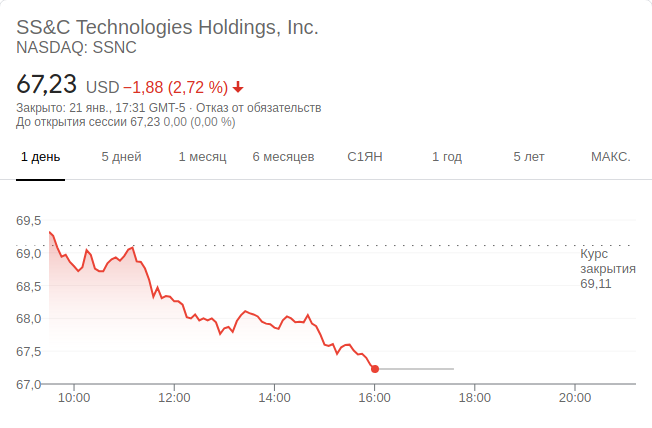 SS&C Technologies Holdings, Inc.
NASDAQ: SSNC
67,23 USD −1,88 (2,72 %)
Закрыто: 21 янв., 17:31 GMT-5 · Отказ от обязательств
До открытия сессии 67,23 0,00 (0,00 %)
1 день 5 дней 1 месяц 6 месяцев С1ЯН 1 год 5 лет МАКС.
69,5
69,0
68,5
68,0
67,5
67,0
Курс
закрытия
69,11
10:00 12:00 14:00 16:00 18:00 20:00